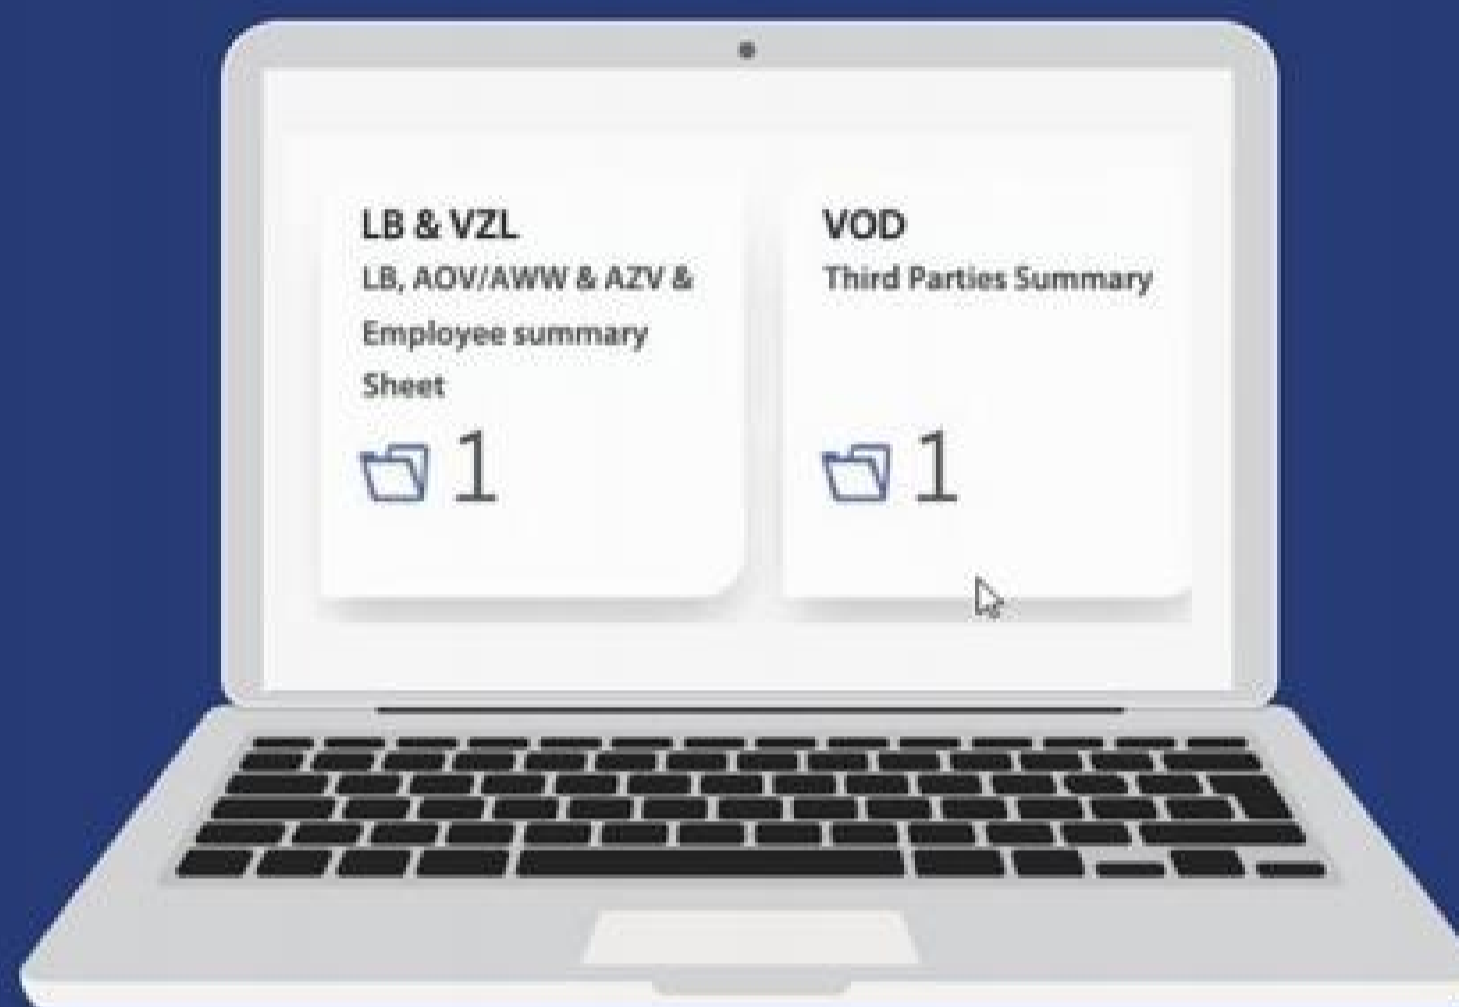 LB & VZL
LB, AOV/AWW & AZV &
Employee summary
Sheet
1
VOD
Third Parties Summary
1